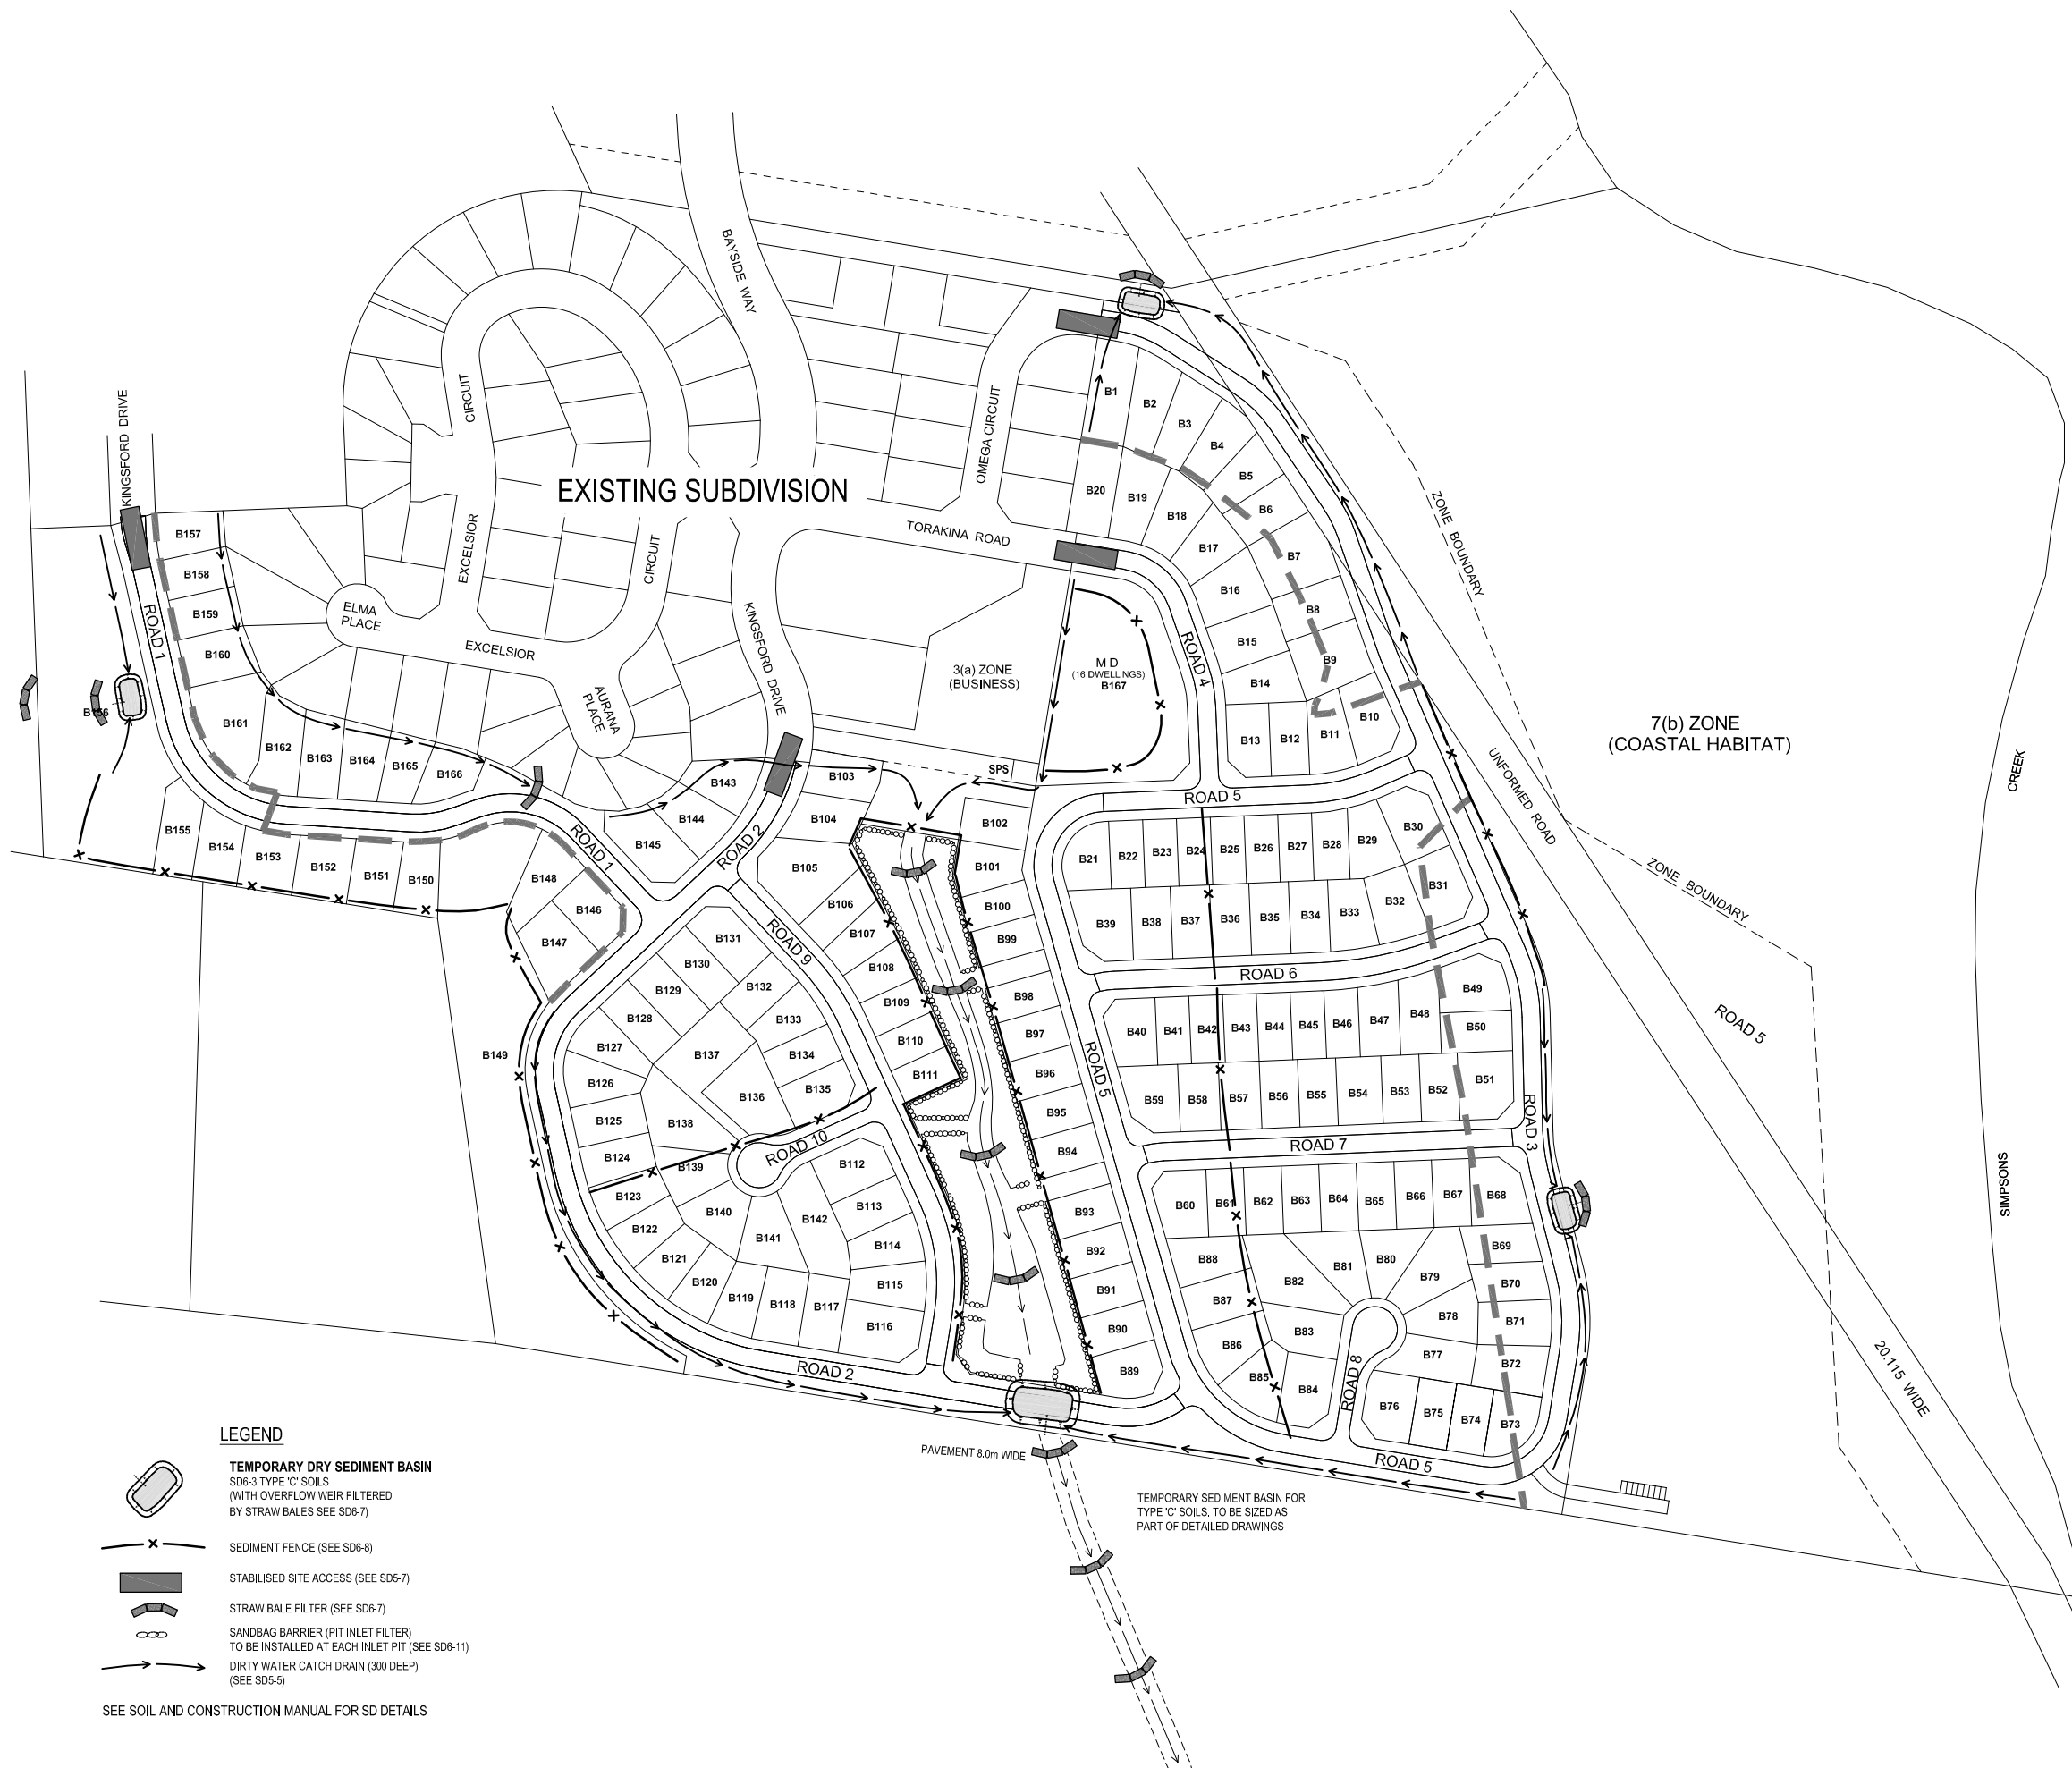 BAYSIDE WAY
KINGSFORD DRIVE
CIRCUIT
OMEGA CIRCUIT
EXISTING SUBDIVISION
TORAKINA ROAD
EXCELSIOR
CIRCUIT
ELMA
PLACE
EXCELSIOR
AURANA
PLACE
KINGSFORD DRIVE
3(a) ZONE
(BUSINESS)
M D
(16 DWELLINGS)
B167
SPS
ROAD 4
ZONE BOUNDARY
7(b) ZONE
(COASTAL HABITAT)
UNFORMED ROAD
ZONE BOUNDARY
CREEK
SIMPSONS
ROAD 5
20.115 WIDE
B1
B2
B3
B4
B5
B6
B7
B8
B9
B10
B11
B12
B13
B14
B15
B16
B17
B18
B19
B20
ROAD 1
B157
B158
B159
B160
B161
B162
B163
B164
B165
B166
B156
B155
B154
B153
B152
B151
B150
B148
B146
B147
B149
ROAD 1
B143
B144
B145
ROAD 2
B103
B104
B105
B106
B107
B108
B109
B110
B111
ROAD 9
B131
B130
B129
B128
B127
B126
B125
B124
B123
B122
B121
B120
B119
B118
B117
B116
B115
B114
B113
B112
B132
B133
B134
B135
B136
B137
B138
B139
B140
B141
B142
ROAD 10
ROAD 2
B102
B101
B100
B99
B98
B97
B96
B95
B94
B93
B92
B91
B90
B89
ROAD 5
ROAD 5
B21
B22
B23
B24
B25
B26
B27
B28
B29
B30
B31
B32
B33
B34
B35
B36
B37
B38
B39
ROAD 6
B40
B41
B42
B43
B44
B45
B46
B47
B48
B49
B50
B51
B52
B53
B54
B55
B56
B57
B58
B59
ROAD 7
ROAD 3
B60
B61
B62
B63
B64
B65
B66
B67
B68
B69
B70
B71
B72
B73
B74
B75
B76
B77
B78
B79
B80
B81
B82
B83
B84
B85
B86
B87
B88
ROAD 8
ROAD 5
PAVEMENT 8.0m WIDE
TEMPORARY SEDIMENT BASIN FOR
TYPE 'C' SOILS, TO BE SIZED AS
PART OF DETAILED DRAWINGS
LEGEND
TEMPORARY DRY SEDIMENT BASIN
SD6-3 TYPE 'C' SOILS
(WITH OVERFLOW WEIR FILTERED
BY STRAW BALES SEE SD6-7)
SEDIMENT FENCE (SEE SD6-8)
STABILISED SITE ACCESS (SEE SD5-7)
STRAW BALE FILTER (SEE SD6-7)
SANDBAG BARRIER (PIT INLET FILTER)
TO BE INSTALLED AT EACH INLET PIT (SEE SD6-11)
DIRTY WATER CATCH DRAIN (300 DEEP)
(SEE SD5-5)
SEE SOIL AND CONSTRUCTION MANUAL FOR SD DETAILS